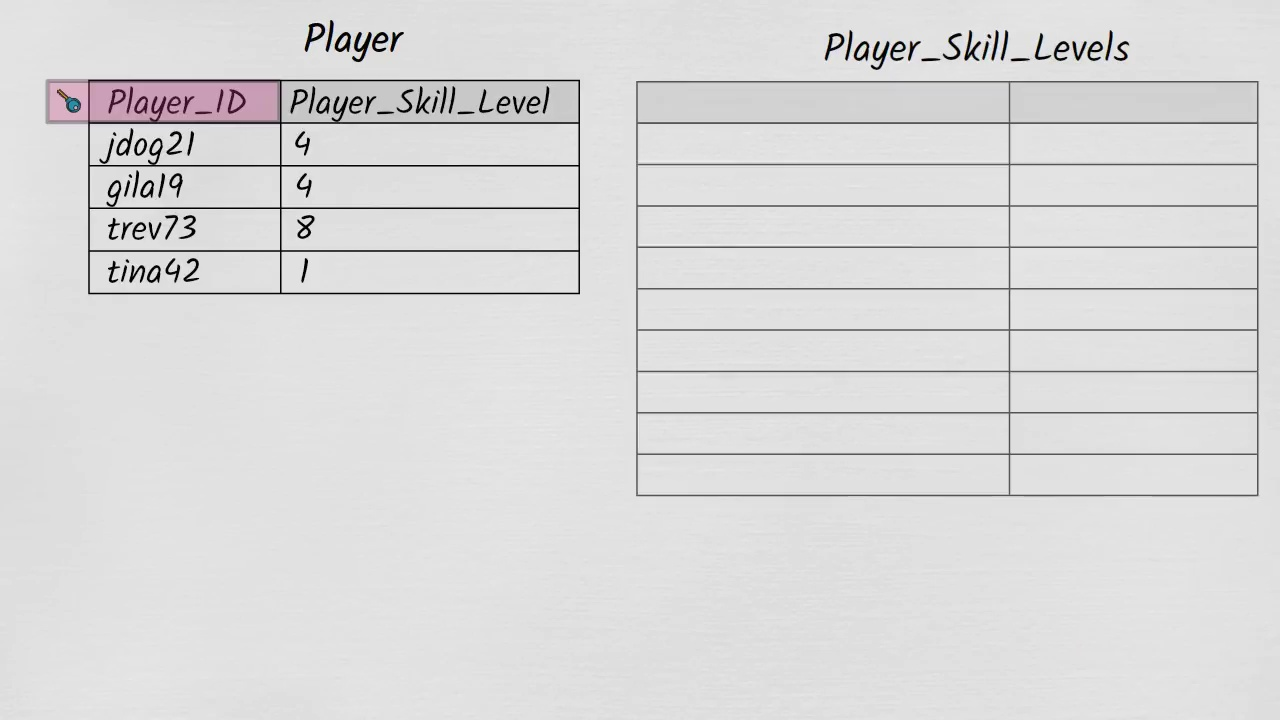 Player
Player_ID Player_Skill_Level
jdog21 4
gila19 4
trev73 8
tina42 1
Player_Skill_Levels